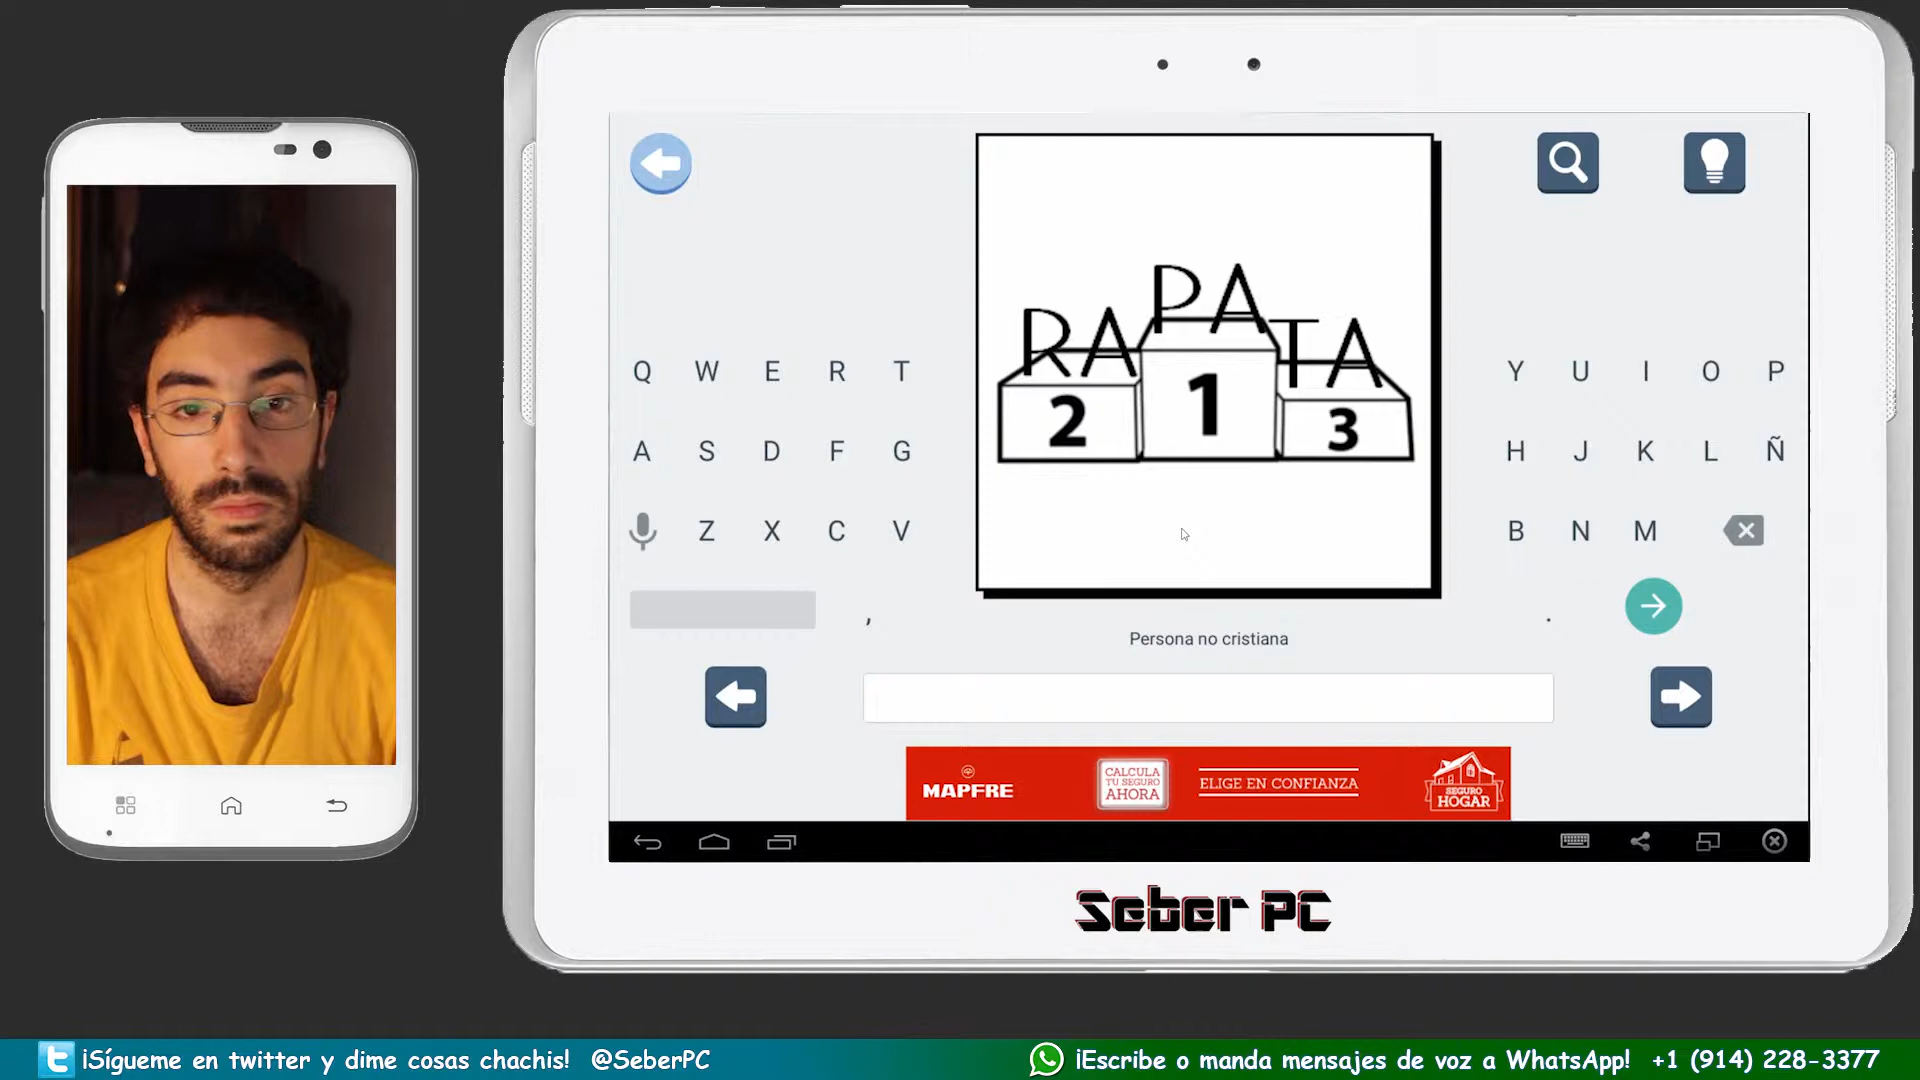 RA PA TA
2 1 3
Q W E R T
Y U I O P
A S D F G
H J K L Ñ
Z X C V
B N M
,
.
Persona no cristiana
MAPFRE
CALCULA
TU SEGURO
AHORA
ELIGE EN CONFIANZA
SEGURO
HOGAR
Seber PC
¡Sígueme en twitter y dime cosas chachis! @SeberPC
¡Escribe o manda mensajes de voz a WhatsApp! +1 (914) 228-3377